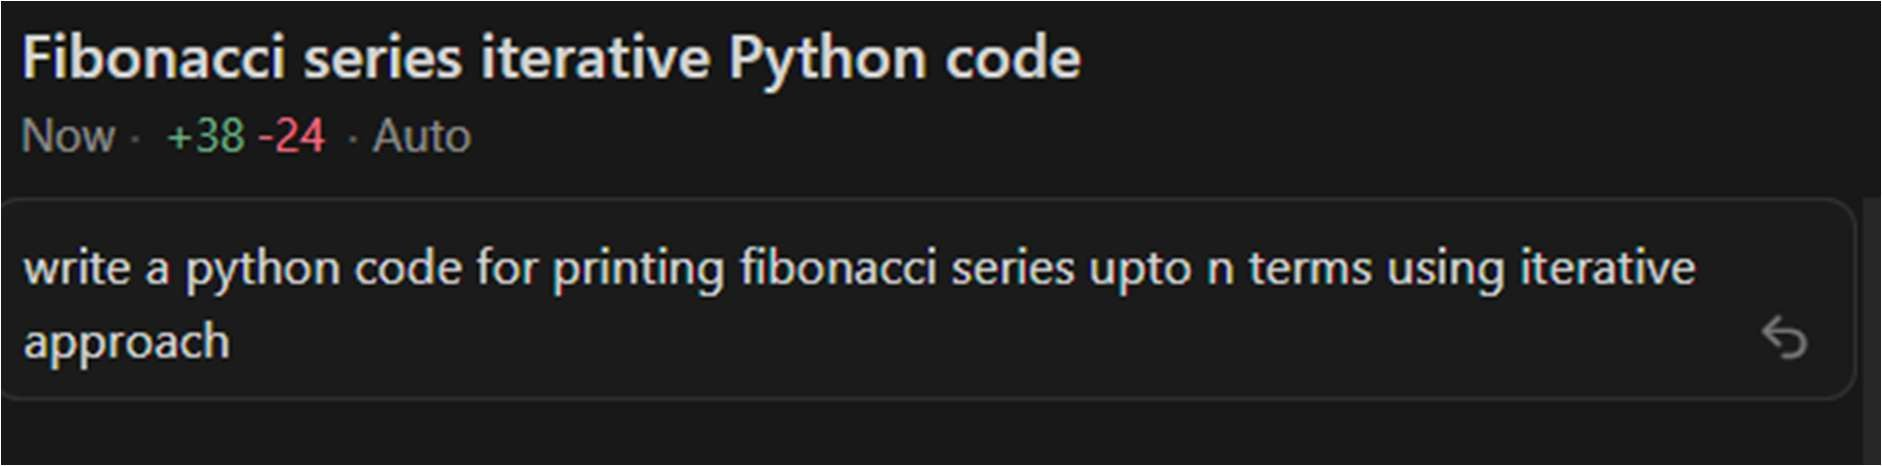 Fibonacci series iterative Python code
Now · +38 -24 · Auto
write a python code for printing fibonacci series upto n terms using iterative
approach